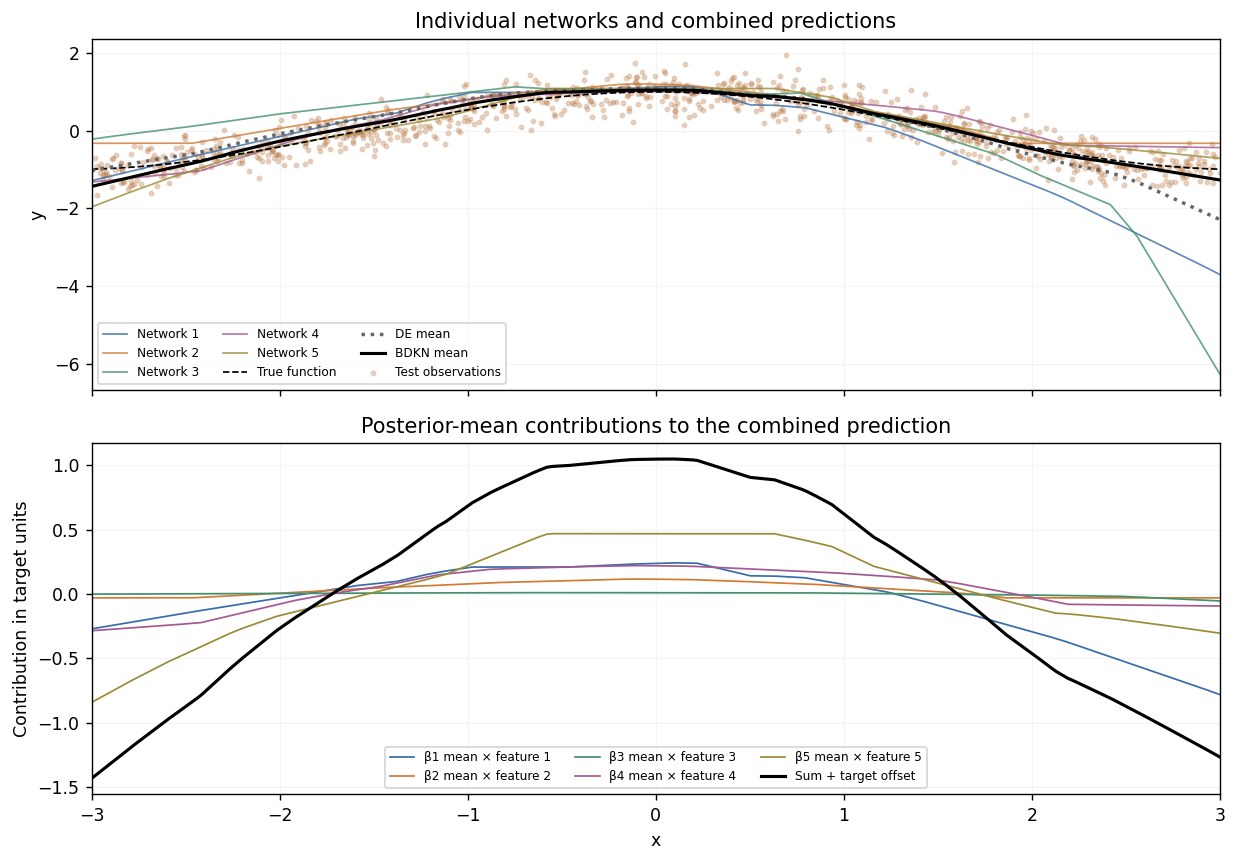 Individual networks and combined predictions
2
0
−2
−4
−6
y
Network 1
Network 2
Network 3
Network 4
Network 5
True function
DE mean
BDKN mean
Test observations
Posterior-mean contributions to the combined prediction
1.0
0.5
0.0
−0.5
−1.0
−1.5
Contribution in target units
β1 mean × feature 1
β2 mean × feature 2
β3 mean × feature 3
β4 mean × feature 4
β5 mean × feature 5
Sum + target offset
−3
−2
−1
0
1
2
3
x